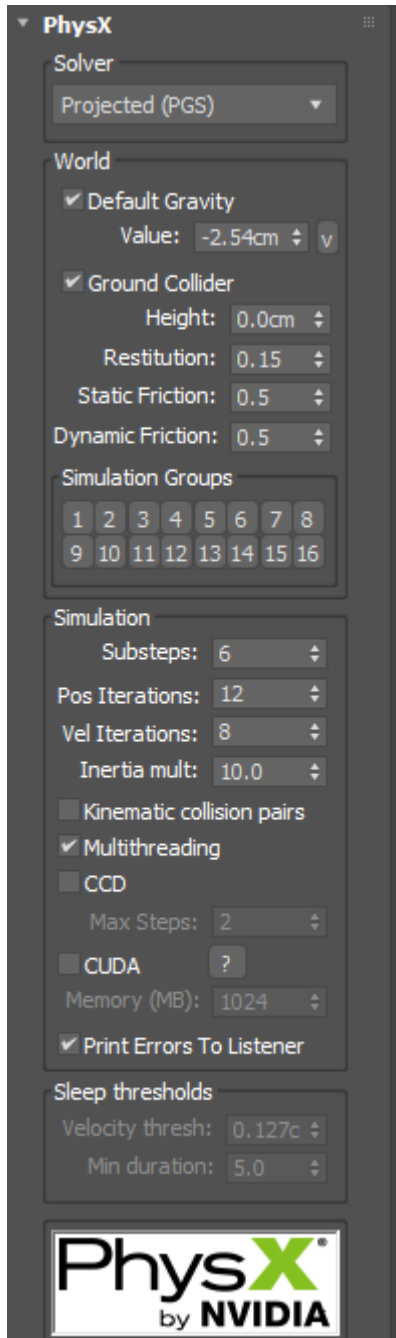 PhysX
Solver
Projected (PGS)
World
Default Gravity
Value: -2.54cm v
Ground Collider
Height: 0.0cm
Restitution: 0.15
Static Friction: 0.5
Dynamic Friction: 0.5
Simulation Groups
1 2 3 4 5 6 7 8
9 10 11 12 13 14 15 16
Simulation
Substeps: 6
Pos Iterations: 12
Vel Iterations: 8
Inertia mult: 10.0
Kinematic collision pairs
Multithreading
CCD
Max Steps: 2
CUDA ?
Memory (MB): 1024
Print Errors To Listener
Sleep thresholds
Velocity thresh: 0.127c
Min duration: 5.0
PhysX®
by NVIDIA